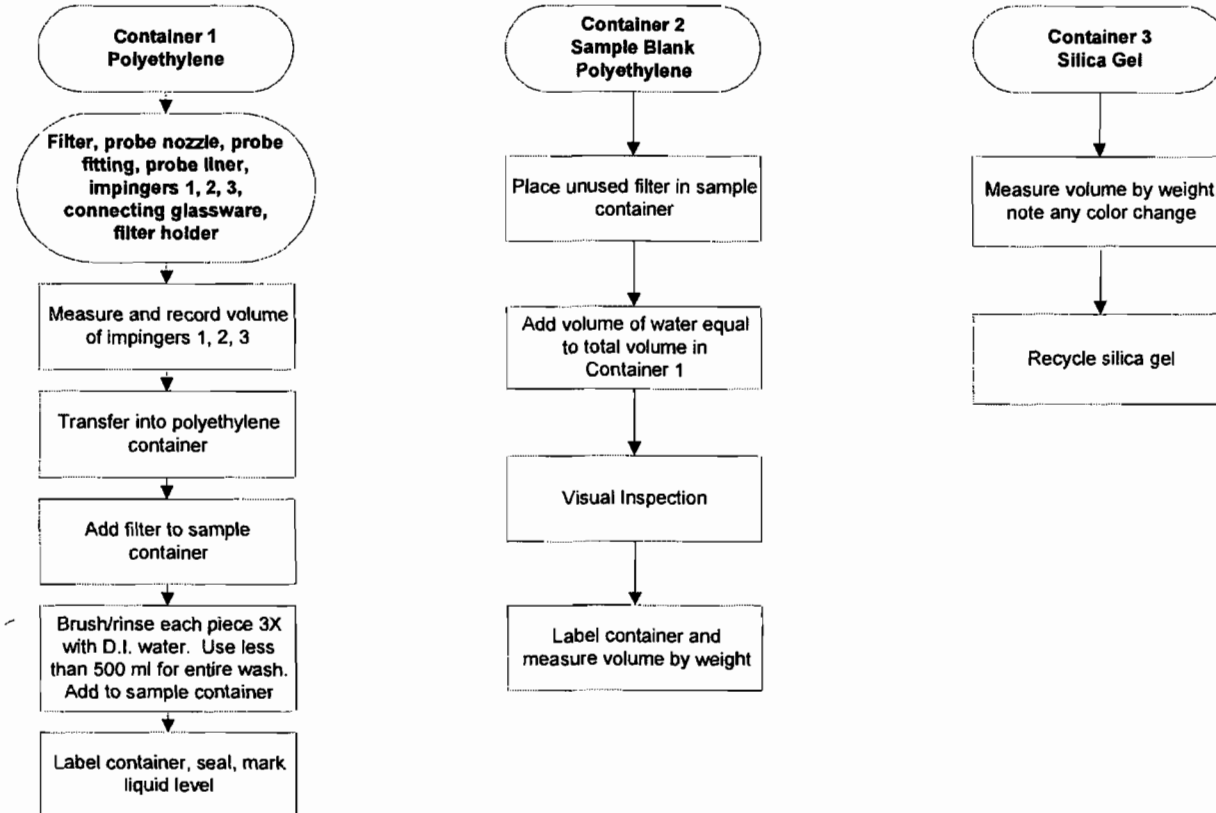 Container 1
Polyethylene
Filter, probe nozzle, probe
fitting, probe liner,
impingers 1, 2, 3,
connecting glassware,
filter holder
Measure and record volume
of impingers 1, 2, 3
Transfer into polyethylene
container
Add filter to sample
container
Brush/rinse each piece 3X
with D.I. water. Use less
than 500 ml for entire wash.
Add to sample container
Label container, seal, mark
liquid level
Container 2
Sample Blank
Polyethylene
Place unused filter in sample
container
Add volume of water equal
to total volume in
Container 1
Visual Inspection
Label container and
measure volume by weight
Container 3
Silica Gel
Measure volume by weight
note any color change
Recycle silica gel